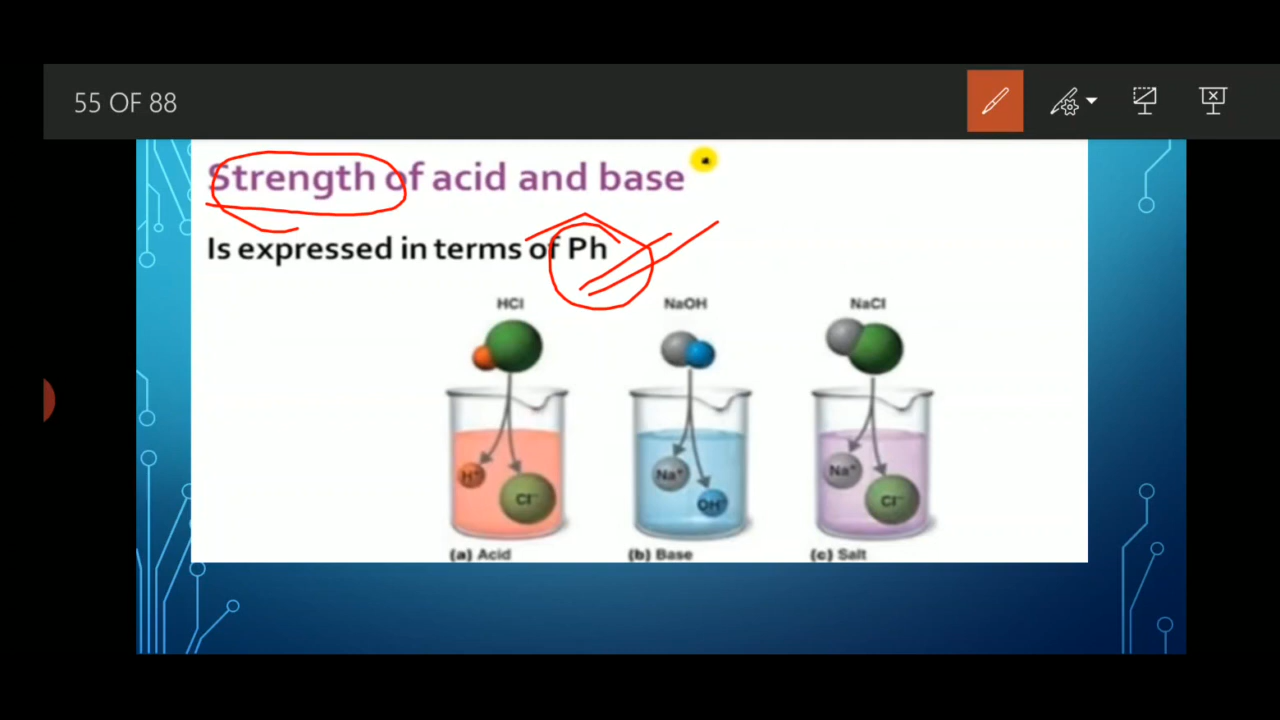 55 OF 88
Strength of acid and base
Is expressed in terms of Ph
HCl NaOH NaCl
H⁺ Na⁺ Na⁺
Cl⁻ OH⁻ Cl⁻
(a) Acid (b) Base (c) Salt